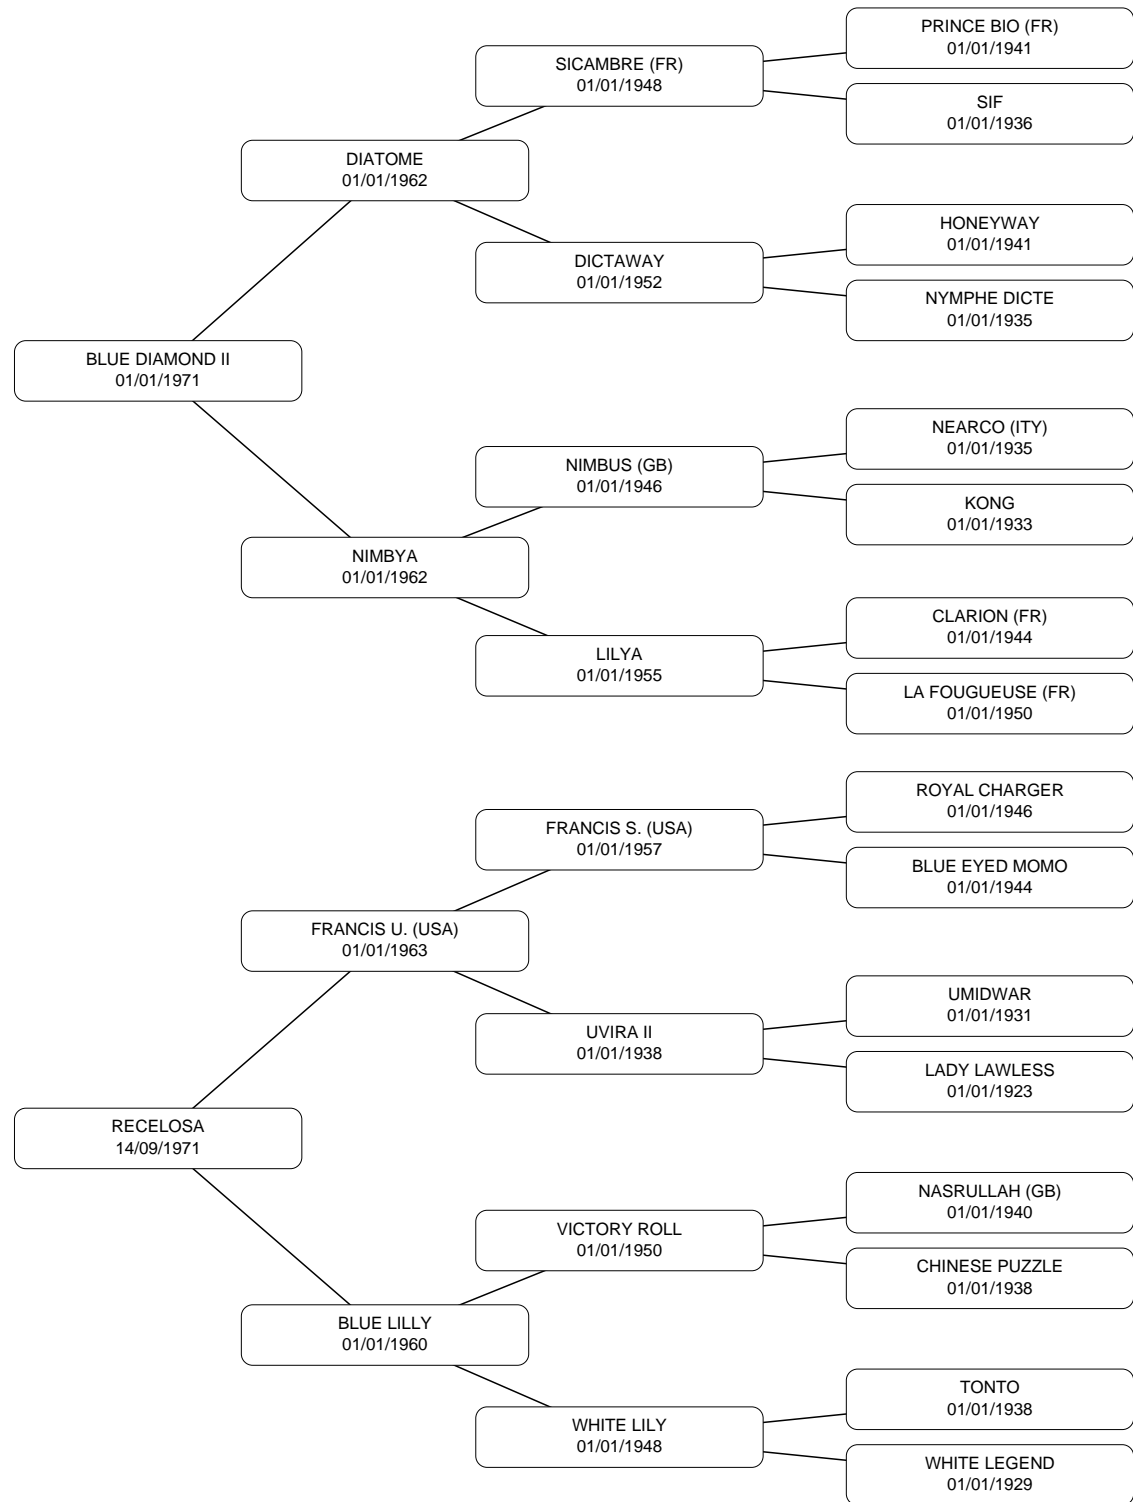 PRINCE BIO (FR)
01/01/1941
SICAMBRE (FR)
01/01/1948
SIF
01/01/1936
DIATOME
01/01/1962
HONEYWAY
01/01/1941
DICTAWAY
01/01/1952
NYMPHE DICTE
01/01/1935
BLUE DIAMOND II
01/01/1971
NEARCO (ITY)
01/01/1935
NIMBUS (GB)
01/01/1946
KONG
01/01/1933
NIMBYA
01/01/1962
CLARION (FR)
01/01/1944
LILYA
01/01/1955
LA FOUGUEUSE (FR)
01/01/1950
ROYAL CHARGER
01/01/1946
FRANCIS S. (USA)
01/01/1957
BLUE EYED MOMO
01/01/1944
FRANCIS U. (USA)
01/01/1963
UMIDWAR
01/01/1931
UVIRA II
01/01/1938
LADY LAWLESS
01/01/1923
RECELOSA
14/09/1971
NASRULLAH (GB)
01/01/1940
VICTORY ROLL
01/01/1950
CHINESE PUZZLE
01/01/1938
BLUE LILLY
01/01/1960
TONTO
01/01/1938
WHITE LILY
01/01/1948
WHITE LEGEND
01/01/1929